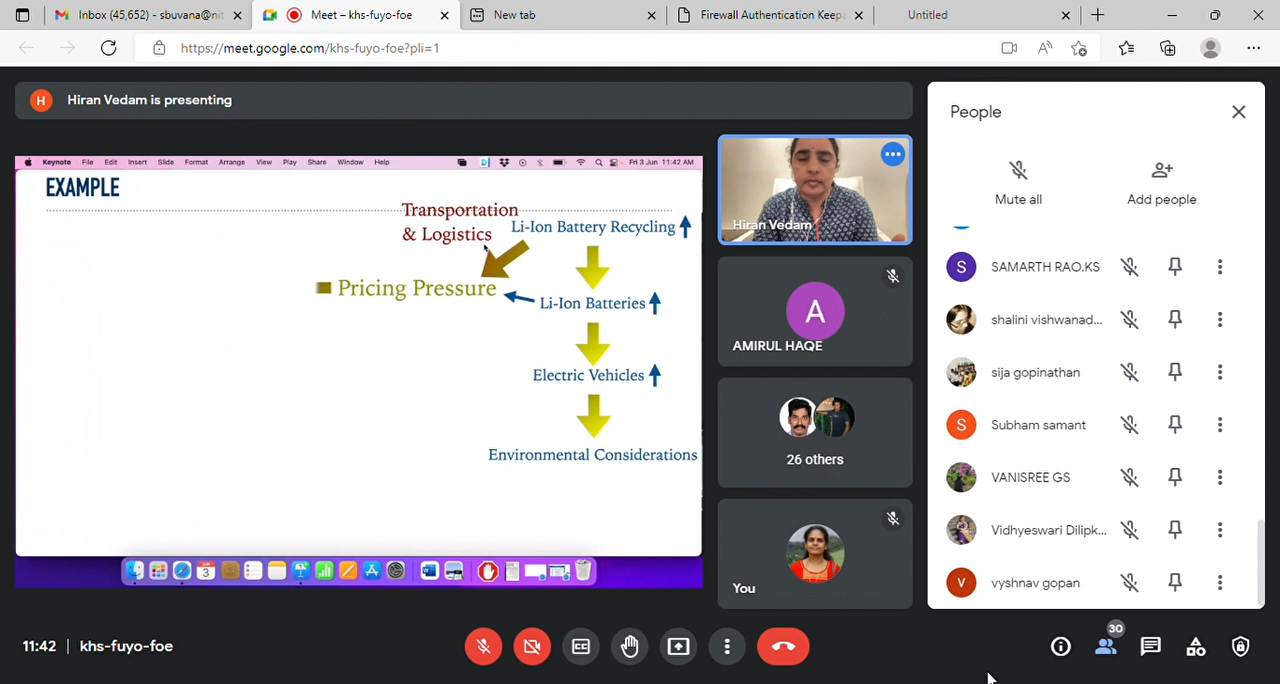 Inbox (45,652) - sbuvana@nit
Meet – khs-fuyo-foe
New tab
Firewall Authentication Keepa
Untitled
https://meet.google.com/khs-fuyo-foe?pli=1
H
Hiran Vedam is presenting
Keynote File Edit Insert Slide Format Arrange View Play Share Window Help
Fri 3 Jun 11:42 AM
EXAMPLE
Transportation
& Logistics
Li-Ion Battery Recycling
Pricing Pressure
Li-Ion Batteries
Electric Vehicles
Environmental Considerations
3
Hiran Vedam
A
AMIRUL HAQE
26 others
You
People
Mute all
Add people
S
SAMARTH RAO.KS
shalini vishwanad...
sija gopinathan
S
Subham samant
VANISREE GS
Vidhyeswari Dilipk...
V
vyshnav gopan
11:42 | khs-fuyo-foe
CC
30